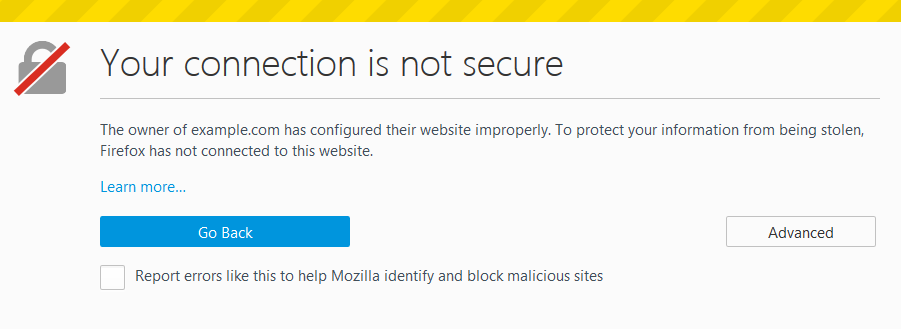 Your connection is not secure
The owner of example.com has configured their website improperly. To protect your information from being stolen,
Firefox has not connected to this website.
Learn more...
Go Back
Advanced
Report errors like this to help Mozilla identify and block malicious sites